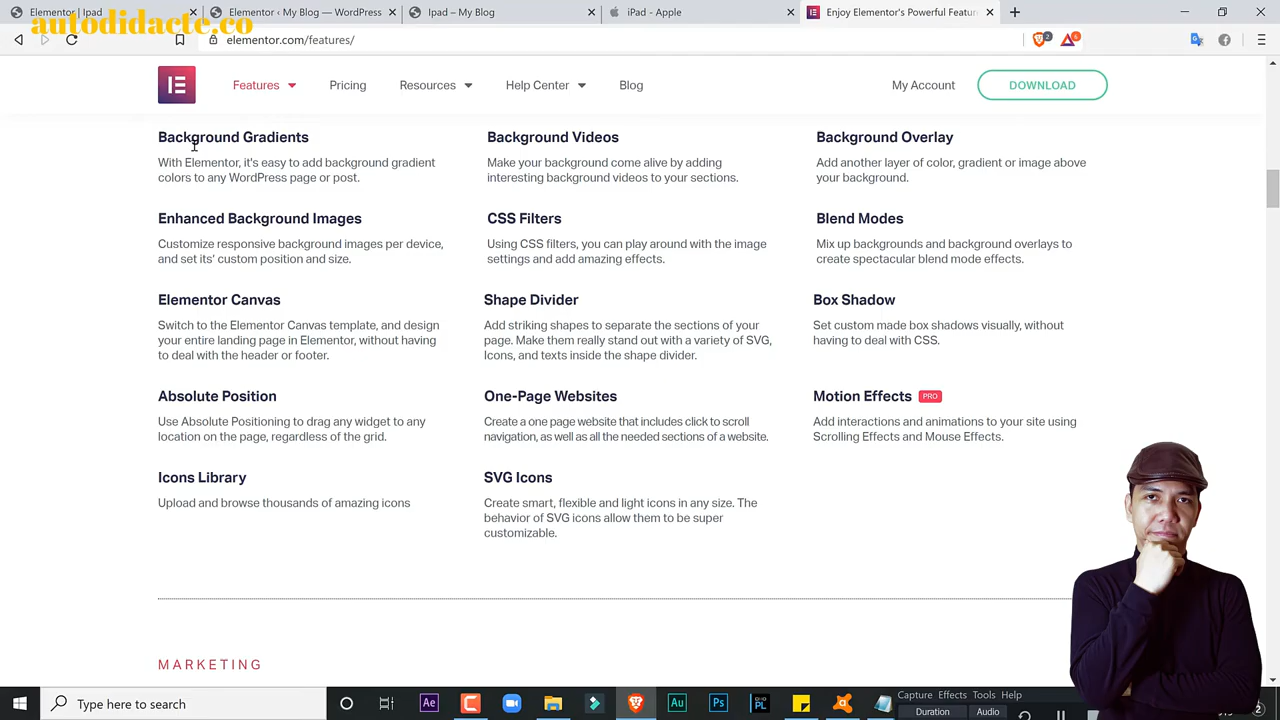 Elementor | Ipad
Elementor ‹ My Blog — WordPress
Ipad – My Blog
iPad - Apple
Enjoy Elementor's Powerful Featur
autodidacte.co
elementor.com/features/
2
6
Features
Pricing
Resources
Help Center
Blog
My Account
DOWNLOAD
Background Gradients
With Elementor, it's easy to add background gradient
colors to any WordPress page or post.
Background Videos
Make your background come alive by adding
interesting background videos to your sections.
Background Overlay
Add another layer of color, gradient or image above
your background.
Enhanced Background Images
Customize responsive background images per device,
and set its' custom position and size.
CSS Filters
Using CSS filters, you can play around with the image
settings and add amazing effects.
Blend Modes
Mix up backgrounds and background overlays to
create spectacular blend mode effects.
Elementor Canvas
Switch to the Elementor Canvas template, and design
your entire landing page in Elementor, without having
to deal with the header or footer.
Shape Divider
Add striking shapes to separate the sections of your
page. Make them really stand out with a variety of SVG,
Icons, and texts inside the shape divider.
Box Shadow
Set custom made box shadows visually, without
having to deal with CSS.
Absolute Position
Use Absolute Positioning to drag any widget to any
location on the page, regardless of the grid.
One-Page Websites
Create a one page website that includes click to scroll
navigation, as well as all the needed sections of a website.
Motion Effects PRO
Add interactions and animations to your site using
Scrolling Effects and Mouse Effects.
Icons Library
Upload and browse thousands of amazing icons
SVG Icons
Create smart, flexible and light icons in any size. The
behavior of SVG icons allow them to be super
customizable.
MARKETING
Type here to search
Ae
Au
Ps
PL
Capture Effects Tools Help
Duration
Audio
2